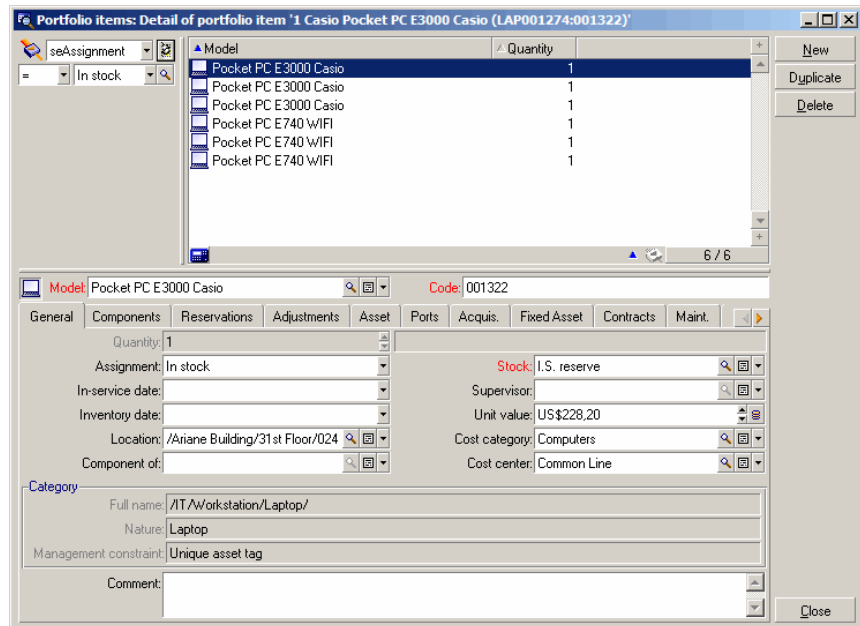 Portfolio items: Detail of portfolio item '1 Casio Pocket PC E3000 Casio (LAP001274:001322)'
seAssignment
= In stock
Model Quantity
Pocket PC E3000 Casio 1
Pocket PC E3000 Casio 1
Pocket PC E3000 Casio 1
Pocket PC E740 WIFI 1
Pocket PC E740 WIFI 1
Pocket PC E740 WIFI 1
6 / 6
New
Duplicate
Delete
Model: Pocket PC E3000 Casio Code: 001322
General Components Reservations Adjustments Asset Ports Acquis. Fixed Asset Contracts Maint.
Quantity: 1
Assignment: In stock Stock: I.S. reserve
In-service date: Supervisor:
Inventory date: Unit value: US$228,20
Location: /Ariane Building/31st Floor/024 Cost category: Computers
Component of: Cost center: Common Line
Category
Full name: /IT/Workstation/Laptop/
Nature: Laptop
Management constraint: Unique asset tag
Comment:
Close